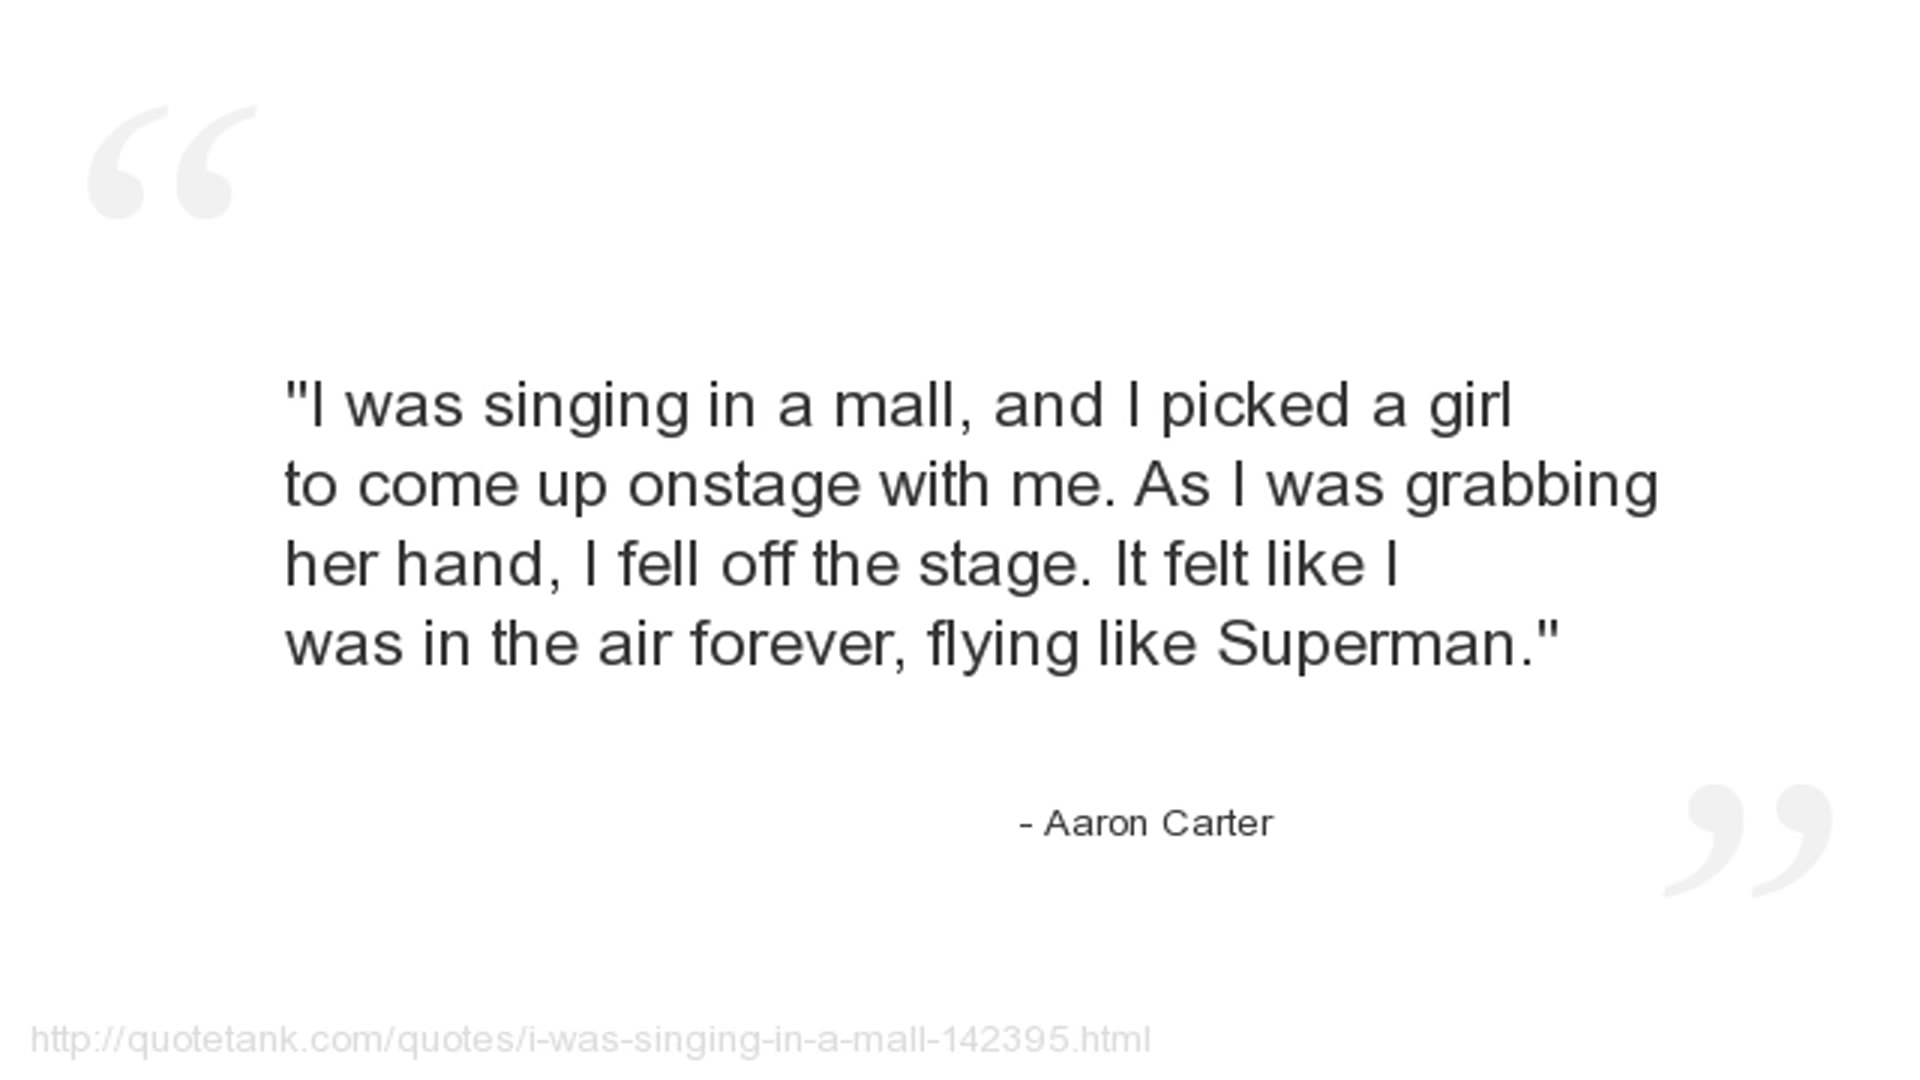 "I was singing in a mall, and I picked a girl
to come up onstage with me. As I was grabbing
her hand, I fell off the stage. It felt like I
was in the air forever, flying like Superman."
- Aaron Carter
http://quotetank.com/quotes/i-was-singing-in-a-mall-142395.html